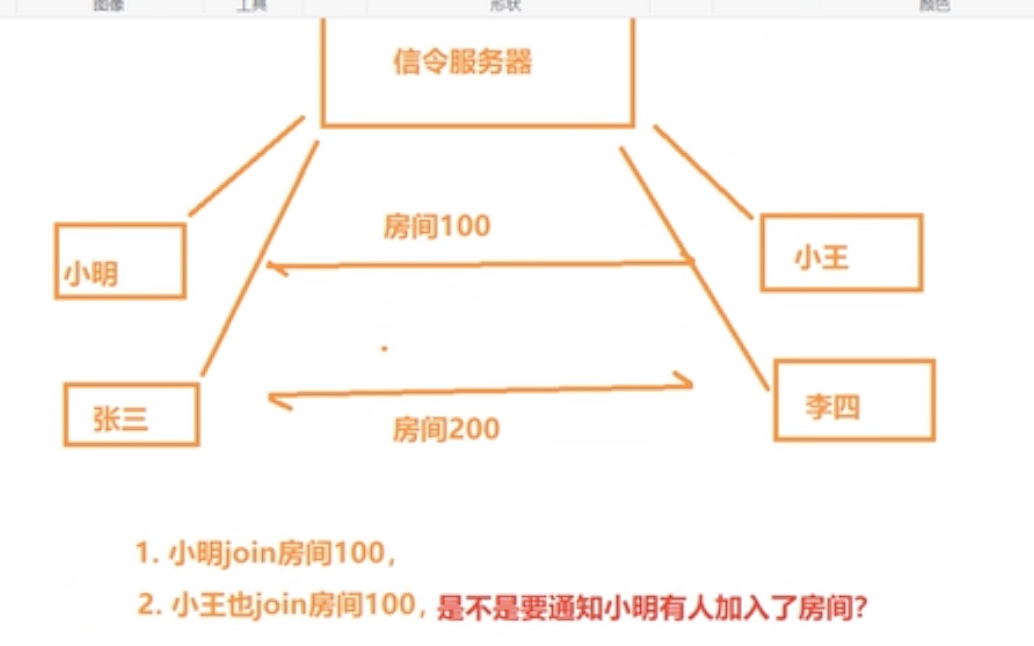 图像 工具 形状 颜色
信令服务器
房间100
小明
小王
张三
李四
房间200
1. 小明join房间100,
2. 小王也join房间100, 是不是要通知小明有人加入了房间?